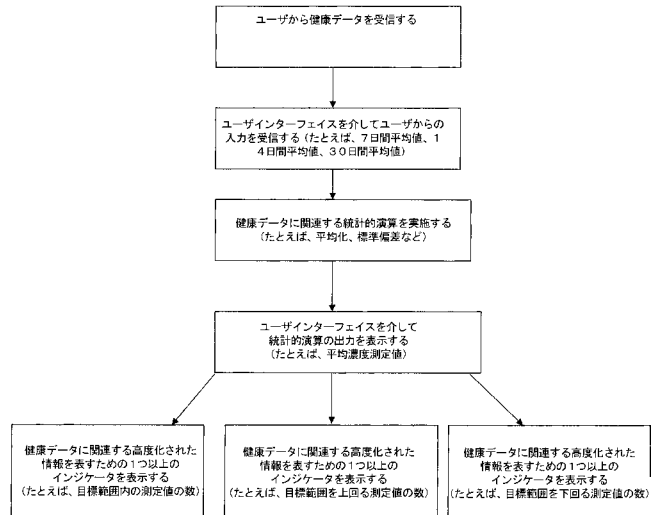 ユーザから健康データを受信する
ユーザインターフェイスを介してユーザからの
入力を受信する(たとえば、7日間平均値、1
4日間平均値、30日間平均値)
健康データに関連する統計的演算を実施する
(たとえば、平均化、標準偏差など)
ユーザインターフェイスを介して
統計的演算の出力を表示する
(たとえば、平均濃度測定値)
健康データに関連する高度化された
情報を表すための1つ以上の
インジケータを表示する
(たとえば、目標範囲内の測定値の数)
健康データに関連する高度化された
情報を表すための1つ以上の
インジケータを表示する
(たとえば、目標範囲を上回る測定値の数)
健康データに関連する高度化された
情報を表すための1つ以上の
インジケータを表示する
(たとえば、目標範囲を下回る測定値の数)